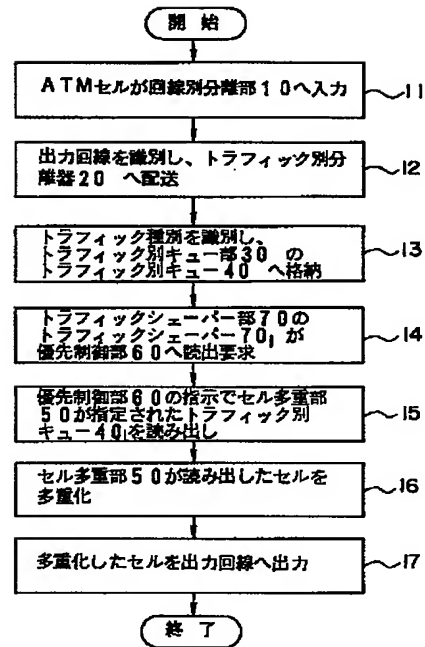 開始
ATMセルが回線別分離部10へ入力
11
出力回線を識別し、トラフィック別分
離器20 へ配送
12
トラフィック種別を識別し、
トラフィック別キュー部30 の
トラフィック別キュー40 へ格納
13
トラフィックシェーパー部70の
トラフィックシェーパー70i が
優先制御部60へ読出要求
14
優先制御部60の指示でセル多重部
50が指定されたトラフィック別
キュー40iを読み出し
15
セル多重部50が読み出したセルを
多重化
16
多重化したセルを出力回線へ出力
17
終了